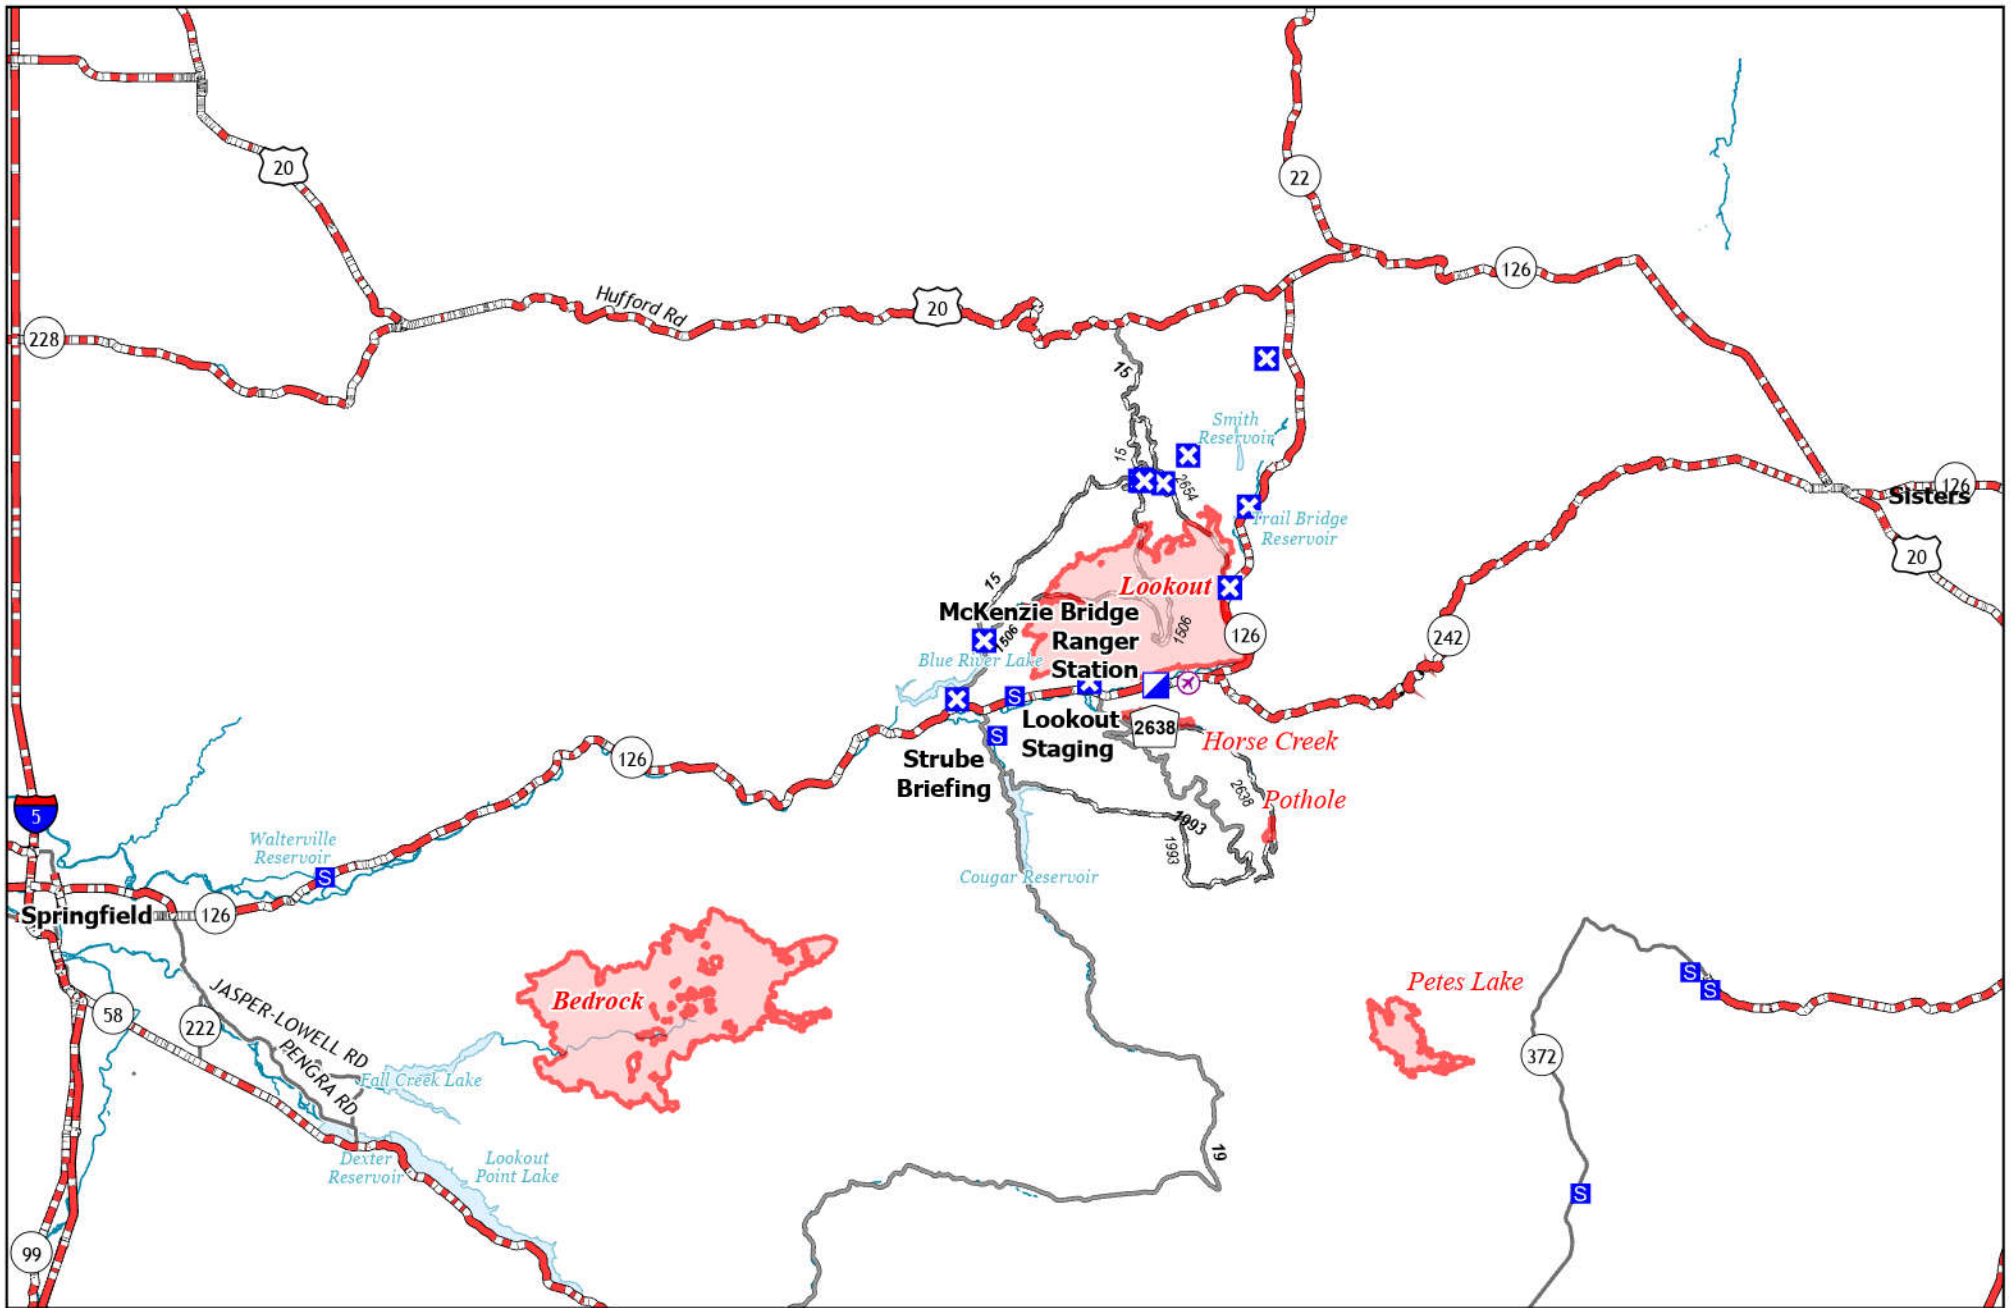 20
22
126
Hufford Rd
20
228
15
Smith
Reservoir
15
2654
126
Sisters
Trail Bridge
Reservoir
20
15
Lookout
McKenzie Bridge
Ranger
Station
1506
1506
126
242
Blue River Lake
S
Lookout
Staging
2638
Horse Creek
S
Strube
Briefing
126
2638
Pothole
5
1993
1993
Walterville
Reservoir
S
Cougar Reservoir
Springfield
126
Petes Lake
S
S
Bedrock
JASPER-LOWELL RD
58
222
PENGRA RD
372
Fall Creek Lake
Dexter
Reservoir
Lookout
Point Lake
19
S
99